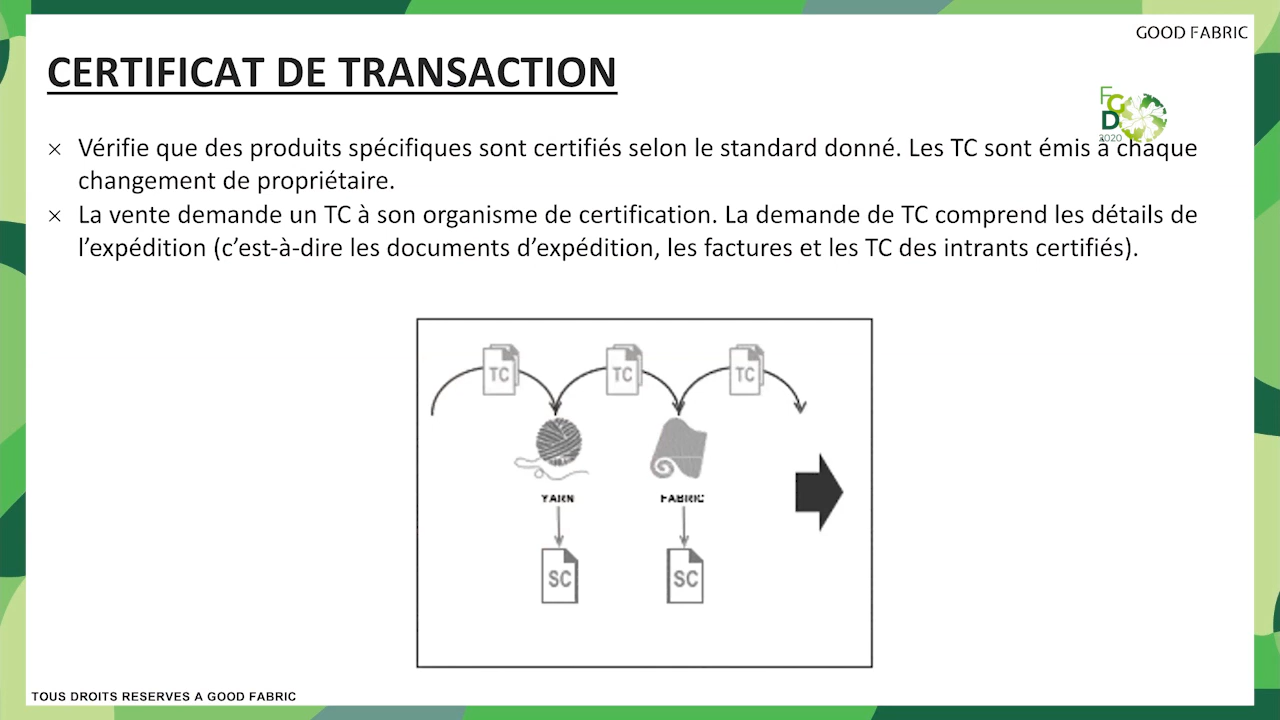 GOOD FABRIC
CERTIFICAT DE TRANSACTION
FG
D
2020
× Vérifie que des produits spécifiques sont certifiés selon le standard donné. Les TC sont émis à chaque
changement de propriétaire.
× La vente demande un TC à son organisme de certification. La demande de TC comprend les détails de
l’expédition (c’est-à-dire les documents d’expédition, les factures et les TC des intrants certifiés).
TC TC TC
YARN FABRIC
SC SC
TOUS DROITS RESERVES A GOOD FABRIC